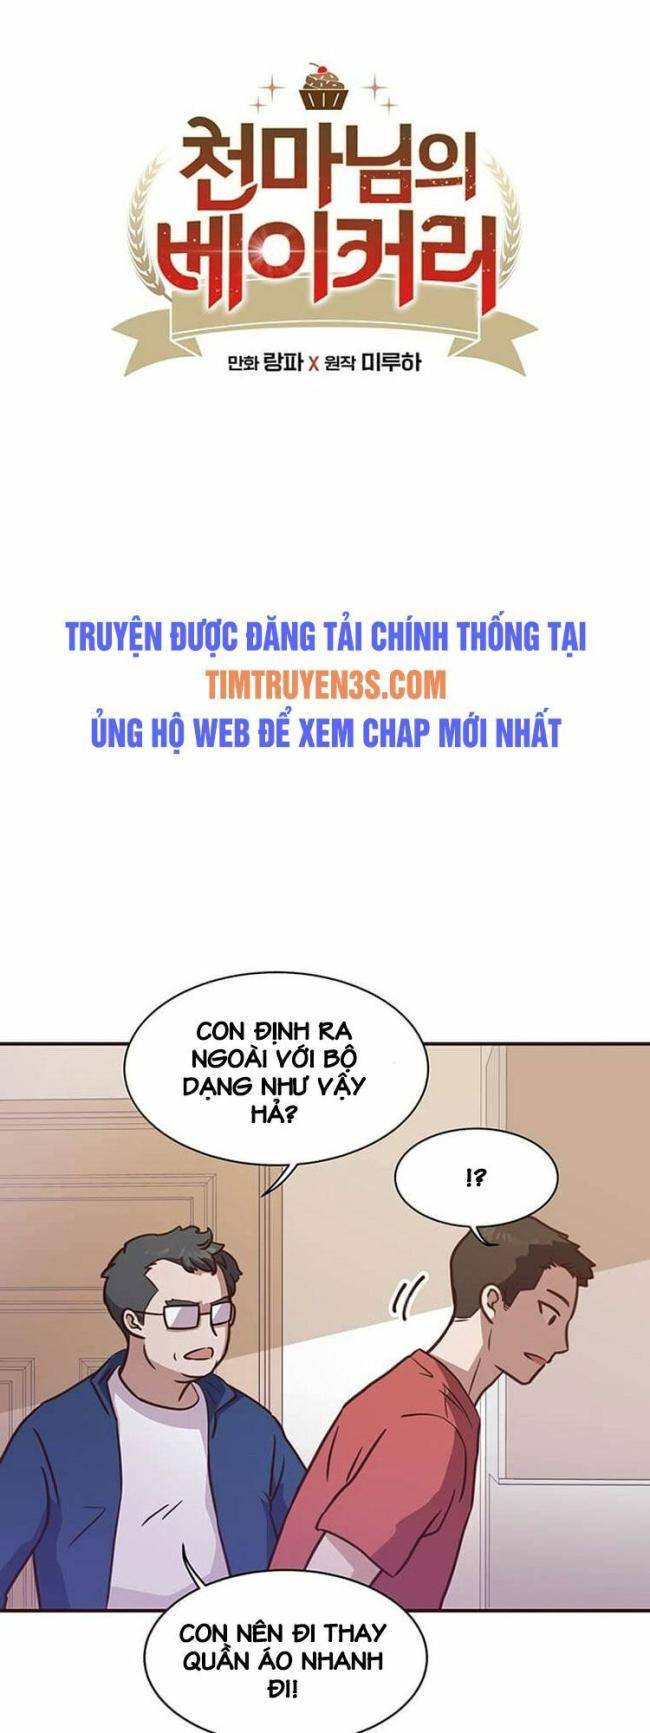 천마님의
베이커리
만화 랑파 X 원작 미루하
TRUYỆN ĐƯỢC ĐĂNG TẢI CHÍNH THỐNG TẠI
TIMTRUYEN3S.COM
ỦNG HỘ WEB ĐỂ XEM CHAP MỚI NHẤT
CON ĐỊNH RA
NGOÀI VỚI BỘ
DẠNG NHƯ VẬY
HẢ?
!?
CON NÊN ĐI THAY
QUẦN ÁO NHANH
ĐI!